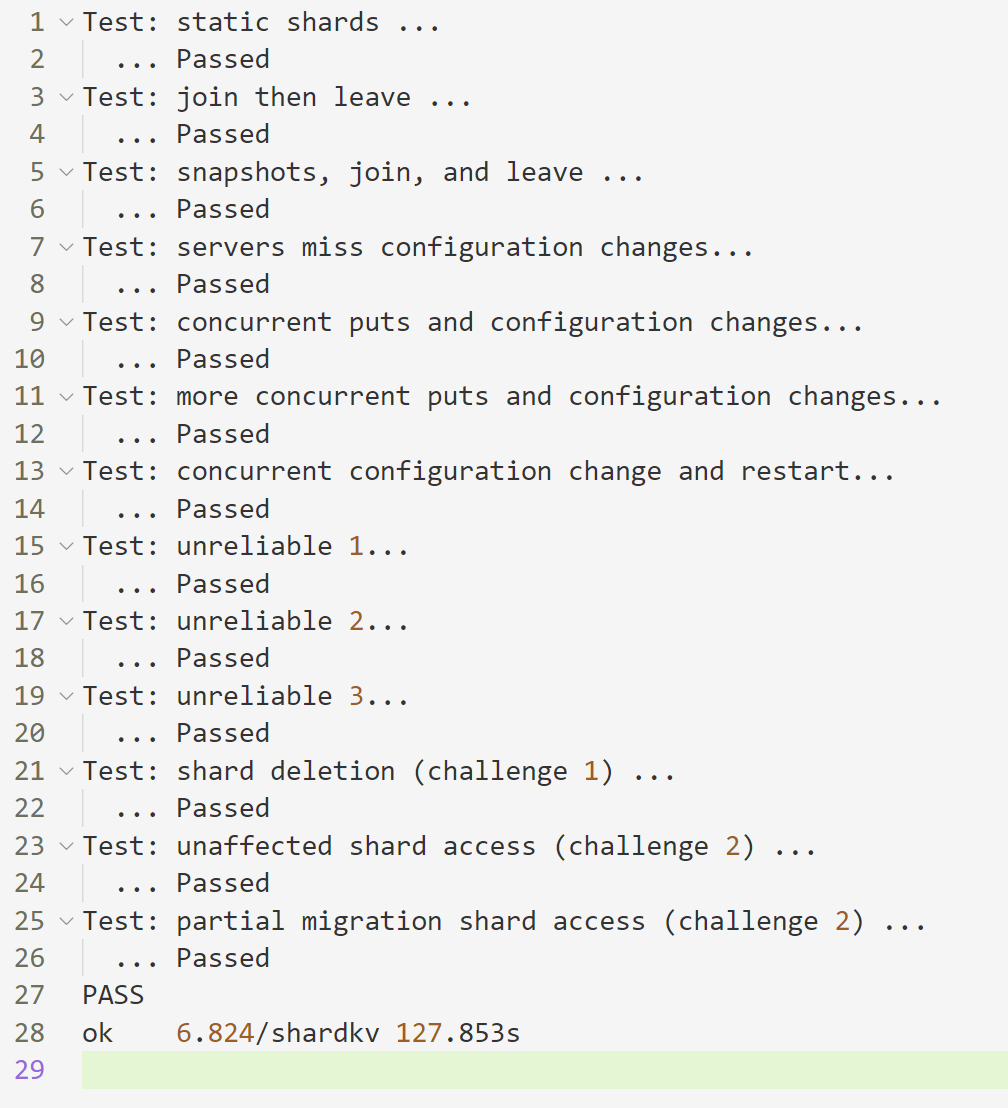 1 Test: static shards ...
2 ... Passed
3 Test: join then leave ...
4 ... Passed
5 Test: snapshots, join, and leave ...
6 ... Passed
7 Test: servers miss configuration changes...
8 ... Passed
9 Test: concurrent puts and configuration changes...
10 ... Passed
11 Test: more concurrent puts and configuration changes...
12 ... Passed
13 Test: concurrent configuration change and restart...
14 ... Passed
15 Test: unreliable 1...
16 ... Passed
17 Test: unreliable 2...
18 ... Passed
19 Test: unreliable 3...
20 ... Passed
21 Test: shard deletion (challenge 1) ...
22 ... Passed
23 Test: unaffected shard access (challenge 2) ...
24 ... Passed
25 Test: partial migration shard access (challenge 2) ...
26 ... Passed
27 PASS
28 ok 6.824/shardkv 127.853s
29